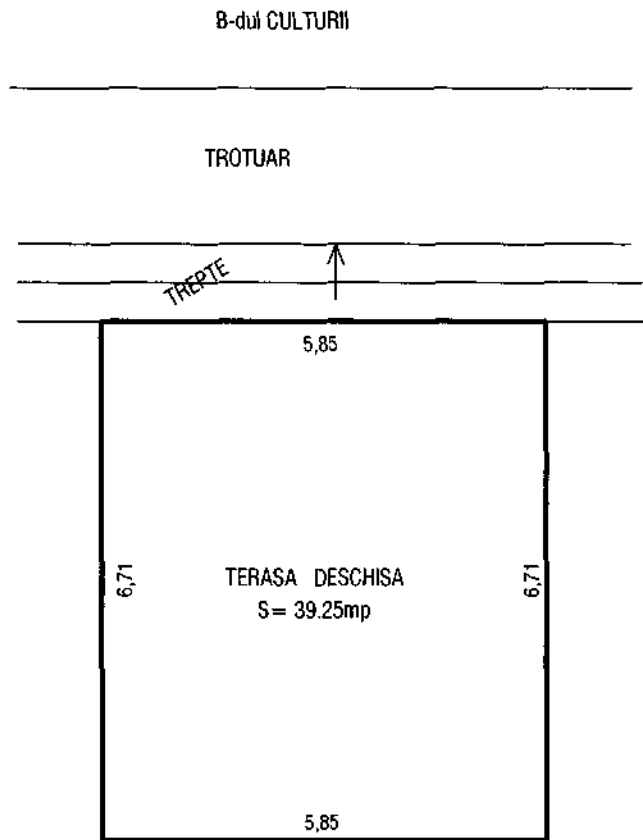 B-dul CULTURII
TROTUAR
TREPTE
5,85
6,71
TERASA DESCHISA
6,71
S= 39.25mp
5,85